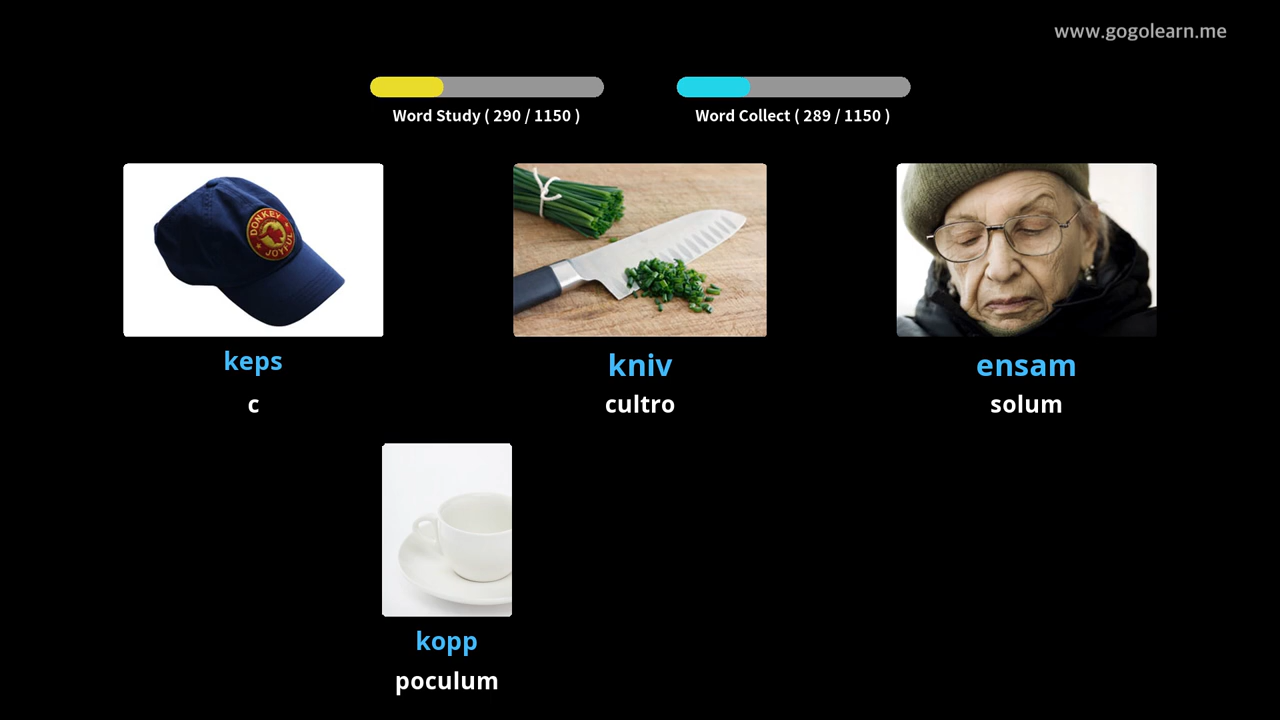 www.gogolearn.me
Word Study ( 290 / 1150 )
Word Collect ( 289 / 1150 )
DONKEY
JOYFUL
keps
kniv
ensam
c
cultro
solum
kopp
poculum